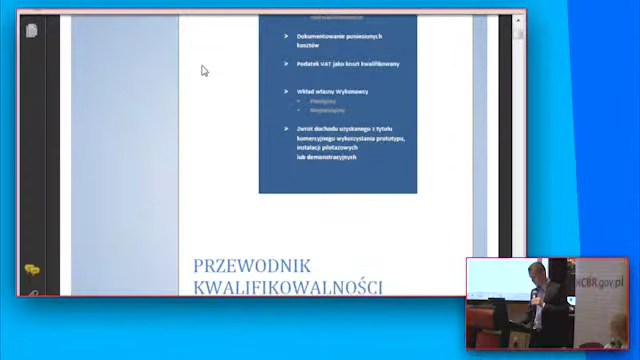 Dokumentowanie poniesionych
kosztów
Podatek VAT jako koszt kwalifikowany
Wkład własny Wykonawcy
Zwrot dochodu uzyskanego z tytułu
komercyjnego wykorzystania prototypu,
instalacji pilotażowych
lub demonstracyjnych
PRZEWODNIK
KWALIFIKOWALNOŚCI
NCBR.gov.pl